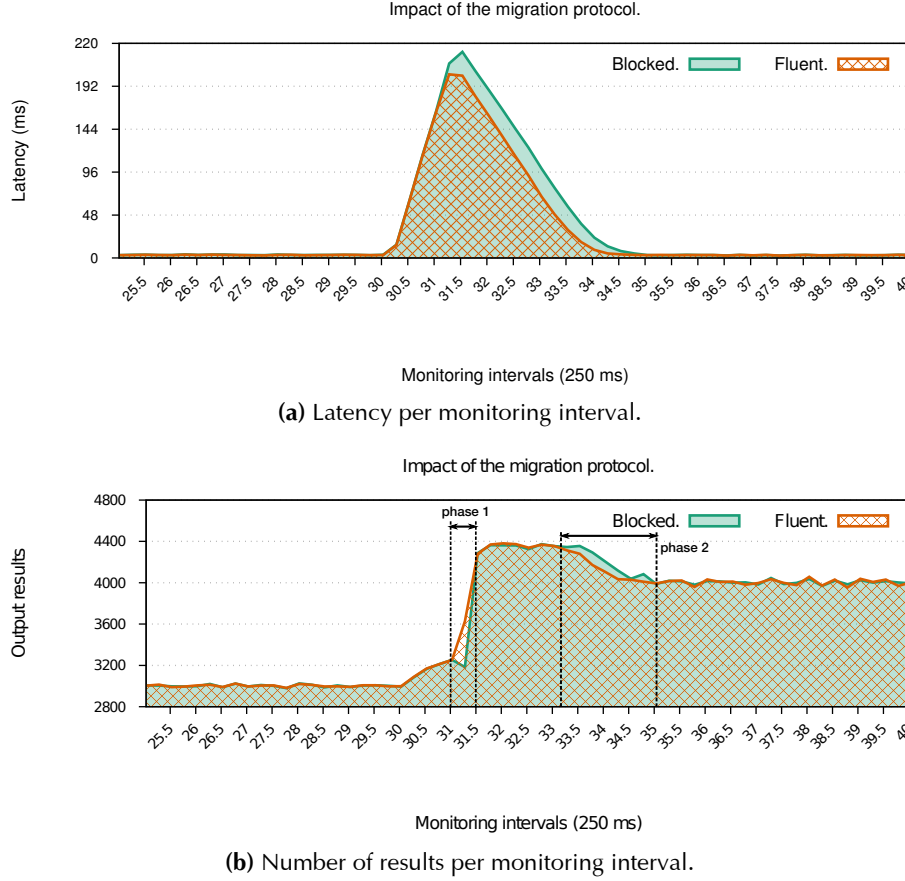 Impact of the migration protocol.
220
192
144
96
48
0
Latency (ms)
Blocked.
Fluent.
25.5 26 26.5 27 27.5 28 28.5 29 29.5 30 30.5 31 31.5 32 32.5 33 33.5 34 34.5 35 35.5 36 36.5 37 37.5 38 38.5 39 39.5 40
Monitoring intervals (250 ms)
(a) Latency per monitoring interval.
Impact of the migration protocol.
4800
4400
4000
3600
3200
2800
Output results
phase 1
Blocked.
Fluent.
phase 2
25.5 26 26.5 27 27.5 28 28.5 29 29.5 30 30.5 31 31.5 32 32.5 33 33.5 34 34.5 35 35.5 36 36.5 37 37.5 38 38.5 39 39.5 40
Monitoring intervals (250 ms)
(b) Number of results per monitoring interval.